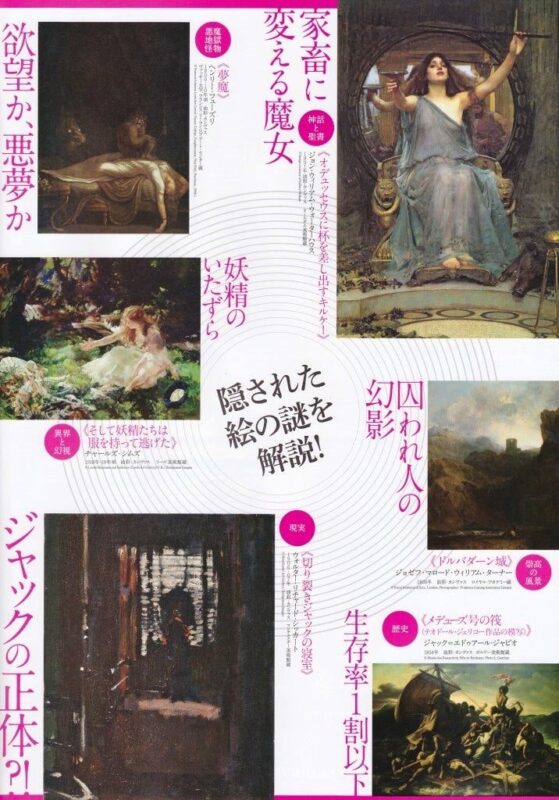 家畜に
変える魔女
神話と
聖書
《オデュッセウスに杯を差し出すキルケー》
ジョン・ウィリアム・ウォーターハウス
悪魔
地獄
怪物
《夢魔》
ヘンリー・フューズリ
欲望か、悪夢か
妖精の
いたずら
異界と
幻視
《そして妖精たちは
服を持って逃げた》
チャールズ・シムズ
隠された
絵の謎を
解説!
囚われ人の
幻影
崇高の
風景
《ドルバダーン城》
ジョゼフ・マロード・ウィリアム・ターナー
現実
《切り裂きジャックの寝室》
ウォルター・リチャード・シッカート
ジャックの正体?!
歴史
《メデューズ号の筏
(テオドール・ジェリコー作品の模写)》
ジャック=エドゥアール・ジャビオ
生存率1割以下